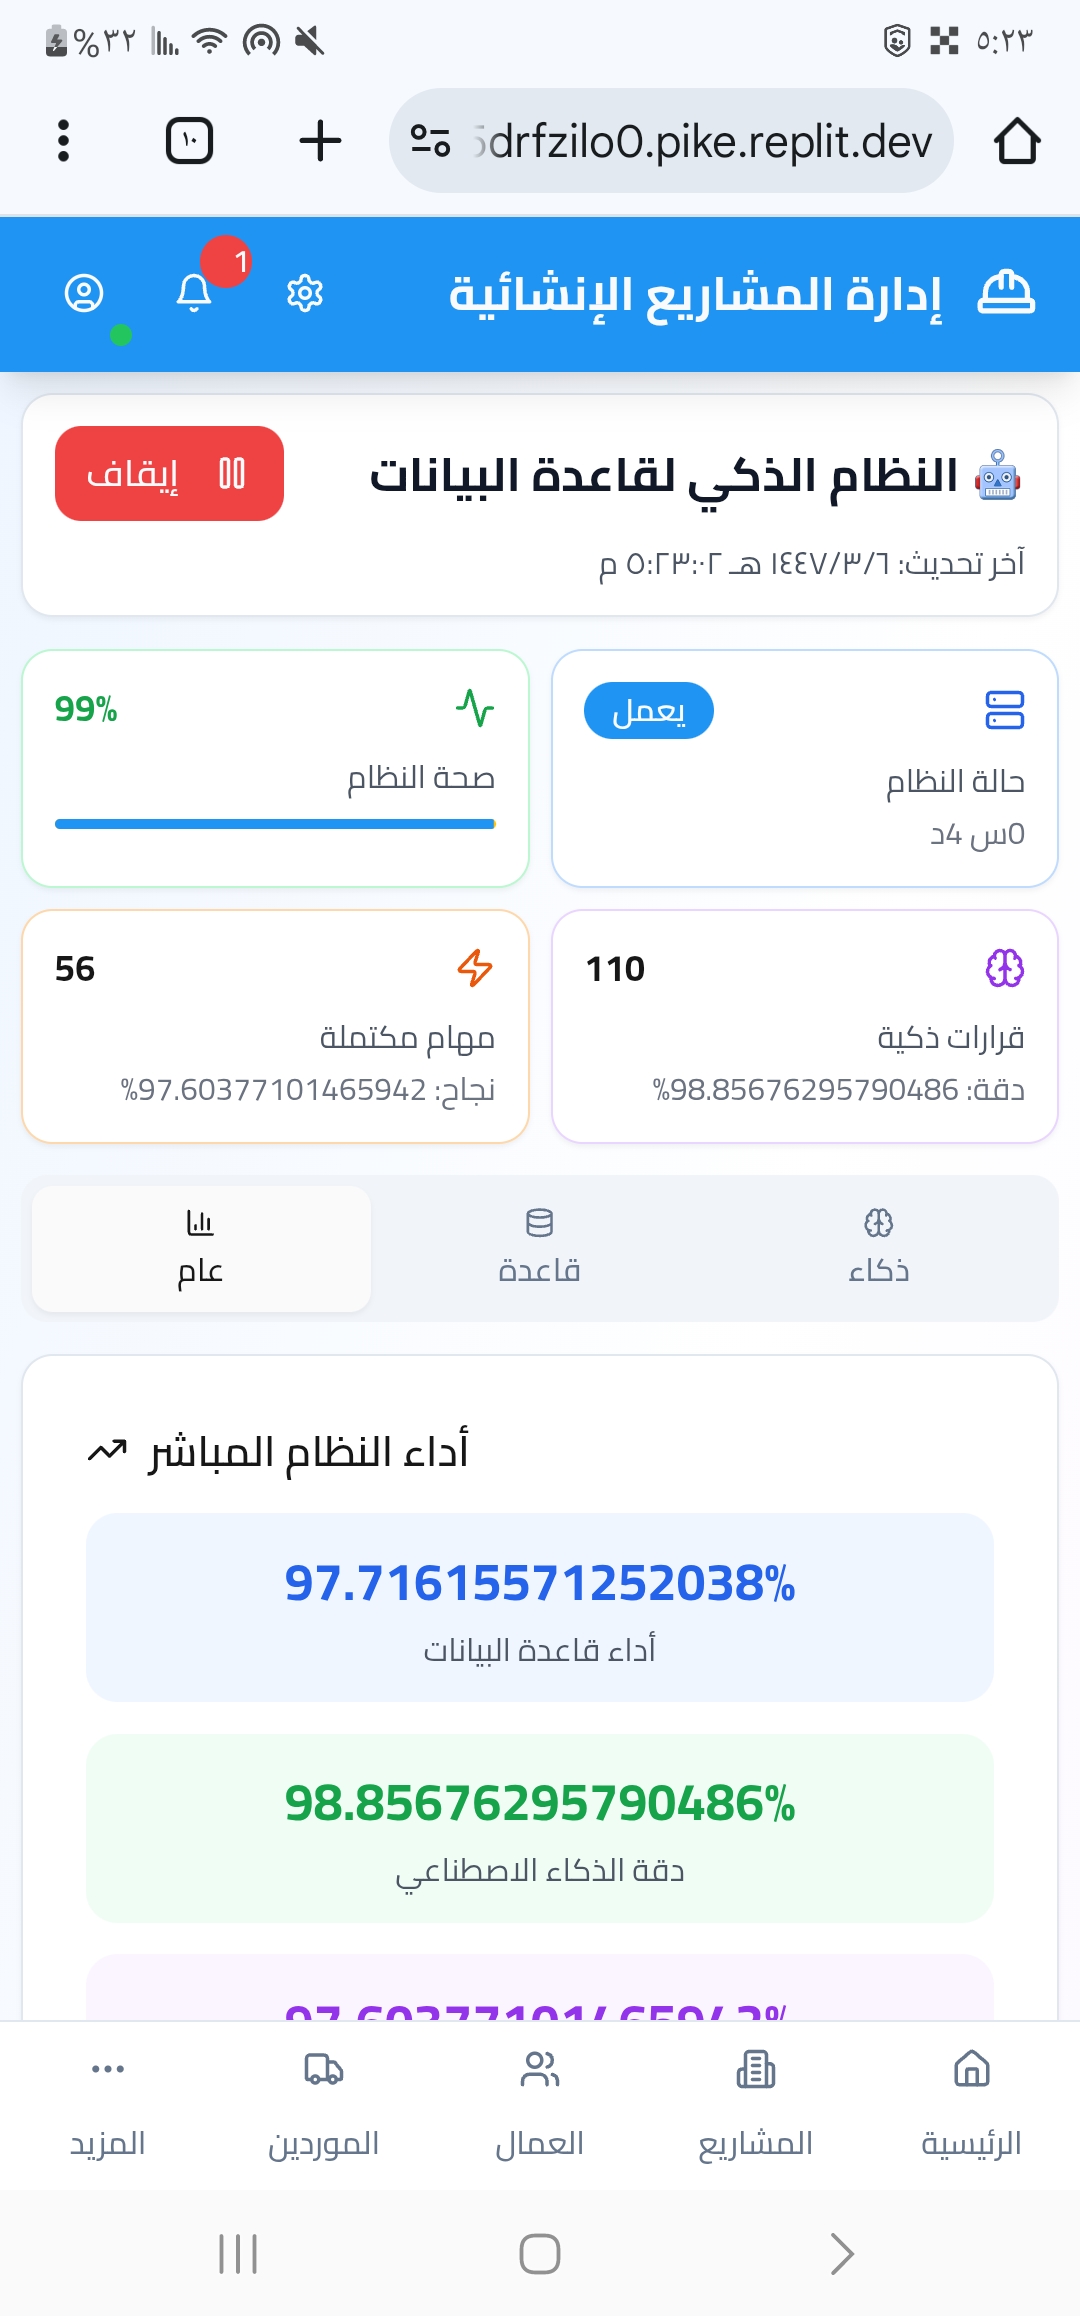 ٥:٢٣
%٣٢
5drfzilo0.pike.replit.dev
١٠
إدارة المشاريع الإنشائية
1
🤖 النظام الذكي لقاعدة البيانات
إيقاف
آخر تحديث: ١٤٤٧/٣/٦ هـ ٥:٢٣:٠٢ م
يعمل
حالة النظام
0س 4د
99%
صحة النظام
110
قرارات ذكية
دقة: 98.85676295790486%
56
مهام مكتملة
نجاح: 97.60377101465942%
ذكاء
قاعدة
عام
أداء النظام المباشر
97.71615571252038%
أداء قاعدة البيانات
98.85676295790486%
دقة الذكاء الاصطناعي
97.60377101465942%
الرئيسية
المشاريع
العمال
الموردين
المزيد